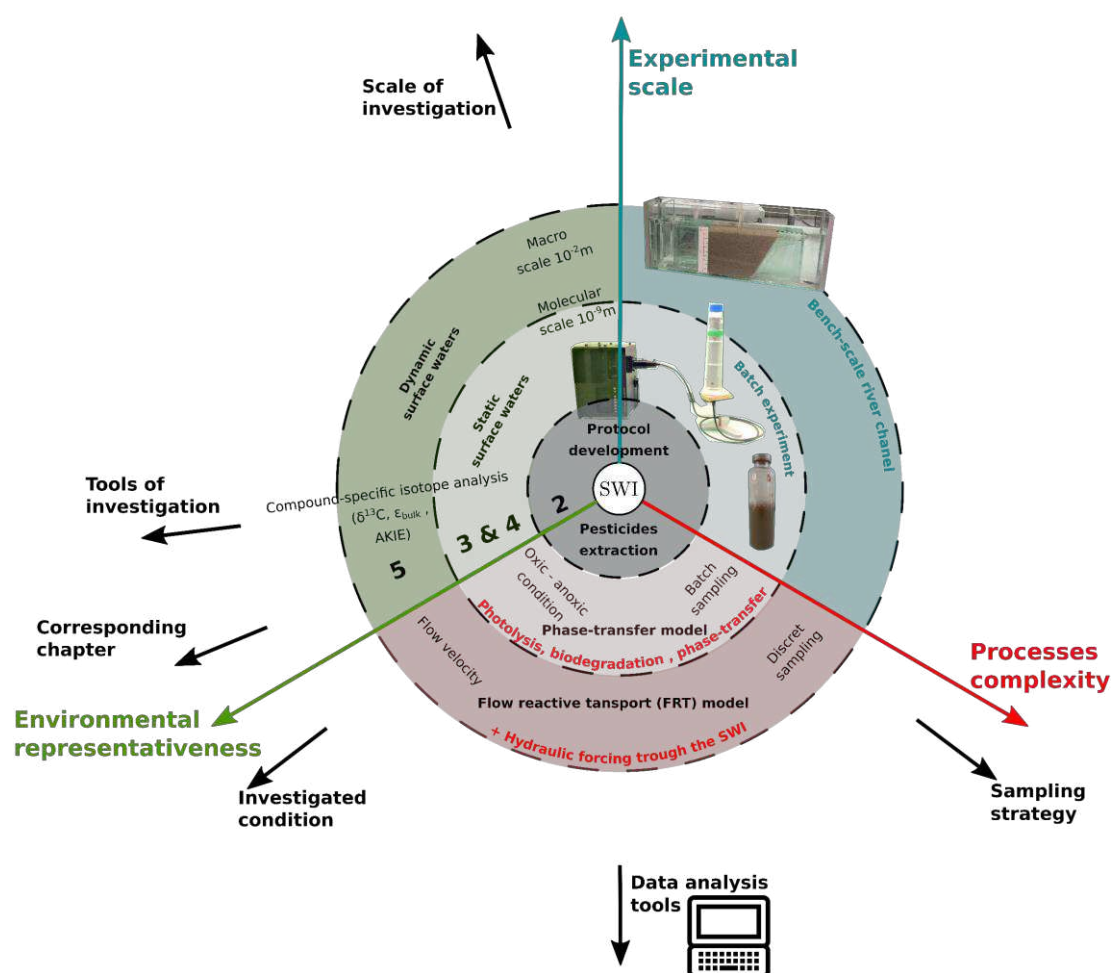 Experimental
scale
Scale of
investigation
Macro
scale 10⁻²m
Molecular
scale 10⁻⁹m
Dynamic
surface waters
Static
surface waters
Batch experiment
Bench-scale river chanel
Protocol
development
SWI
Pesticides
extraction
Tools of
investigation
Compound-specific isotope analysis
(δ¹³C, ε_bulk ,
AKIE)
2
3 & 4
5
Corresponding
chapter
Environmental
representativeness
Investigated
condition
Oxic - anoxic
condition
Batch
sampling
Phase-transfer model
Photolysis, biodegradation , phase-transfer
Flow velocity
Discret
sampling
Flow reactive tansport (FRT) model
+ Hydraulic forcing trough the SWI
Processes
complexity
Sampling
strategy
Data analysis
tools